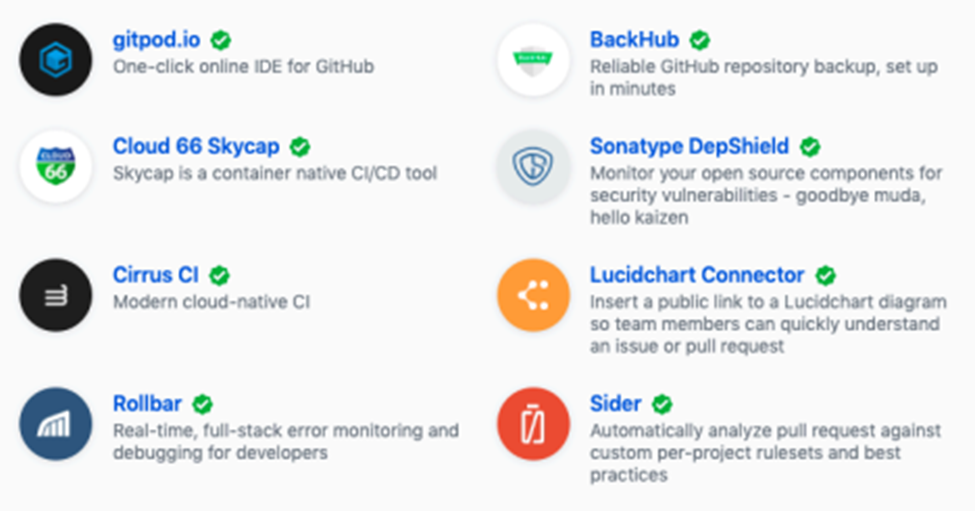 gitpod.io
One-click online IDE for GitHub
BackHub
Reliable GitHub repository backup, set up
in minutes
CLOUD
66
Cloud 66 Skycap
Skycap is a container native CI/CD tool
Sonatype DepShield
Monitor your open source components for
security vulnerabilities - goodbye muda,
hello kaizen
Cirrus CI
Modern cloud-native CI
Lucidchart Connector
Insert a public link to a Lucidchart diagram
so team members can quickly understand
an issue or pull request
Rollbar
Real-time, full-stack error monitoring and
debugging for developers
Sider
Automatically analyze pull request against
custom per-project rulesets and best
practices